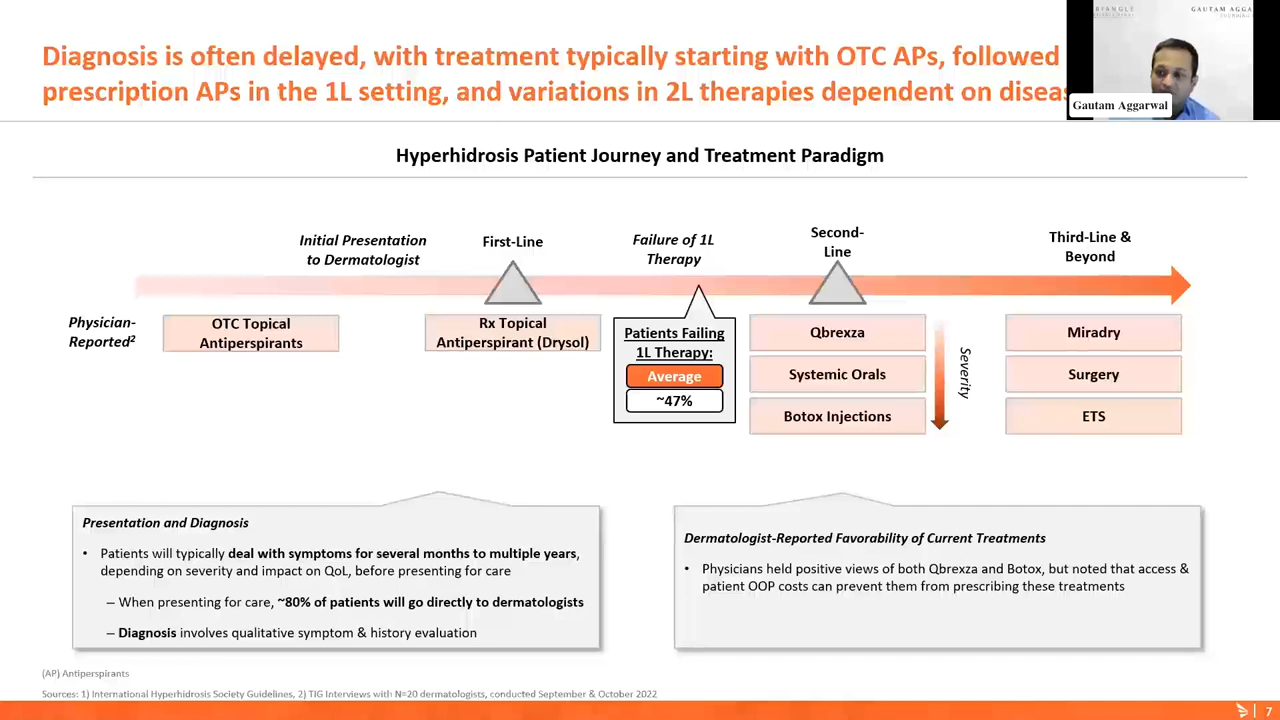 Diagnosis is often delayed, with treatment typically starting with OTC APs, followed
prescription APs in the 1L setting, and variations in 2L therapies dependent on
GAUTAM
Gautam Aggarwal
Hyperhidrosis Patient Journey and Treatment Paradigm
Initial Presentation
to Dermatologist
First-Line
Failure of 1L
Therapy
Second-
Line
Third-Line &
Beyond
Physician-
Reported²
OTC Topical
Antiperspirants
Rx Topical
Antiperspirant (Drysol)
Patients Failing
1L Therapy:
Average
~47%
Qbrexza
Systemic Orals
Botox Injections
Severity
Miradry
Surgery
ETS
Presentation and Diagnosis
• Patients will typically deal with symptoms for several months to multiple years,
depending on severity and impact on QoL, before presenting for care
– When presenting for care, ~80% of patients will go directly to dermatologists
– Diagnosis involves qualitative symptom & history evaluation
Dermatologist-Reported Favorability of Current Treatments
• Physicians held positive views of both Qbrexza and Botox, but noted that access &
patient OOP costs can prevent them from prescribing these treatments
(AP) Antiperspirants
Sources: 1) International Hyperhidrosis Society Guidelines, 2) TIG Interviews with N=20 dermatologists, conducted September & October 2022
7